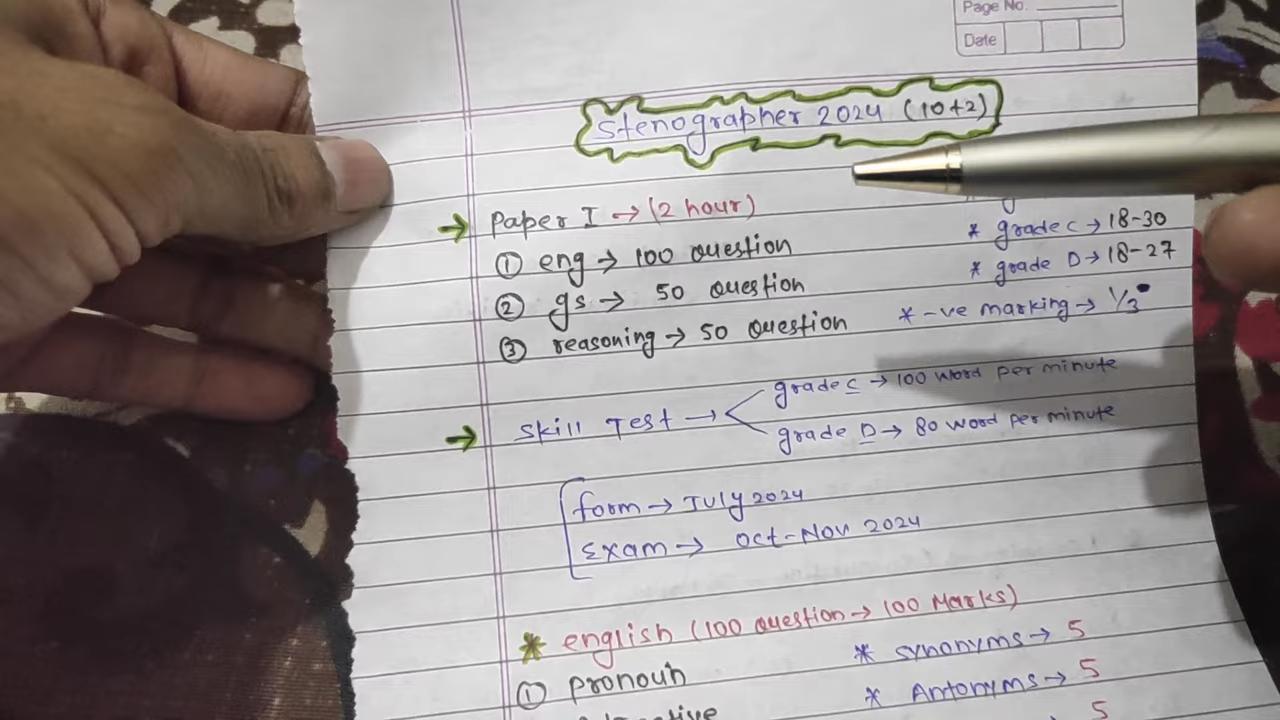 Page No.
Date
Stenographer 2024 (10+2)
Paper I → (2 hour)
① eng → 100 question
② gs → 50 question
③ reasoning → 50 question
* grade C → 18-30
* grade D → 18-27
* -ve marking → 1/3
Skill Test →
grade C → 100 word per minute
grade D → 80 word per minute
form → July 2024
Exam → Oct-Nov 2024
* english (100 question → 100 Marks)
① pronoun
* synonyms → 5
* Antonyms → 5
5